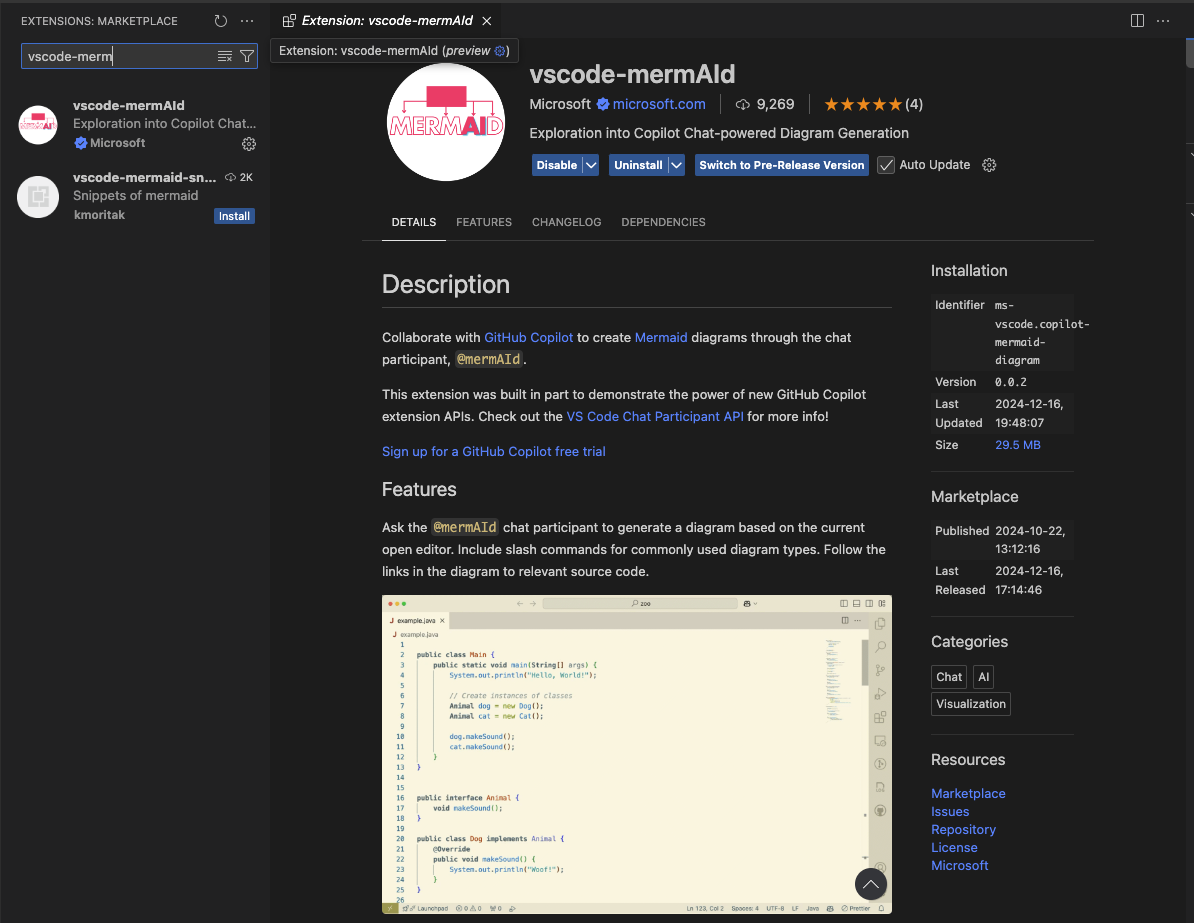 EXTENSIONS: MARKETPLACE
vscode-merm
vscode-mermAId
Exploration into Copilot Chat...
Microsoft
vscode-mermaid-sn... 2K
Snippets of mermaid
kmoritak Install
Extension: vscode-mermAId
Extension: vscode-mermAId (preview)
MERMAID
vscode-mermAId
Microsoft microsoft.com 9,269 (4)
Exploration into Copilot Chat-powered Diagram Generation
Disable Uninstall Switch to Pre-Release Version Auto Update
DETAILS FEATURES CHANGELOG DEPENDENCIES
Description
Collaborate with GitHub Copilot to create Mermaid diagrams through the chat
participant, @mermAId.
This extension was built in part to demonstrate the power of new GitHub Copilot
extension APIs. Check out the VS Code Chat Participant API for more info!
Sign up for a GitHub Copilot free trial
Features
Ask the @mermAId chat participant to generate a diagram based on the current
open editor. Include slash commands for commonly used diagram types. Follow the
links in the diagram to relevant source code.
zoo
example.java
example.java
1
2 public class Main {
3 public static void main(String[] args) {
4 System.out.println("Hello, World!");
5
6 // Create instances of classes
7 Animal dog = new Dog();
8 Animal cat = new Cat();
9
10 dog.makeSound();
11 cat.makeSound();
12 }
13 }
14
15
16 public interface Animal {
17 void makeSound();
18 }
19
20 public class Dog implements Animal {
21 @Override
22 public void makeSound() {
23 System.out.println("Woof!");
24 }
25 }
26
Launchpad 0 0 0 Ln 123, Col 2 Spaces: 4 UTF-8 LF Java Prettier
Installation
Identifier ms-
vscode.copilot-
mermaid-
diagram
Version 0.0.2
Last 2024-12-16,
Updated 19:48:07
Size 29.5 MB
Marketplace
Published 2024-10-22,
13:12:16
Last 2024-12-16,
Released 17:14:46
Categories
Chat AI
Visualization
Resources
Marketplace
Issues
Repository
License
Microsoft